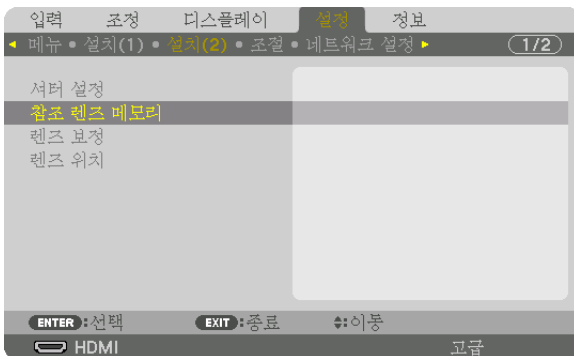 입력 조정 디스플레이 설정 정보
메뉴 • 설치(1) • 설치(2) • 조절 • 네트워크 설정 1/2
셔터 설정
참조 렌즈 메모리
렌즈 보정
렌즈 위치
ENTER :선택 EXIT :종료 :이동
HDMI 고급